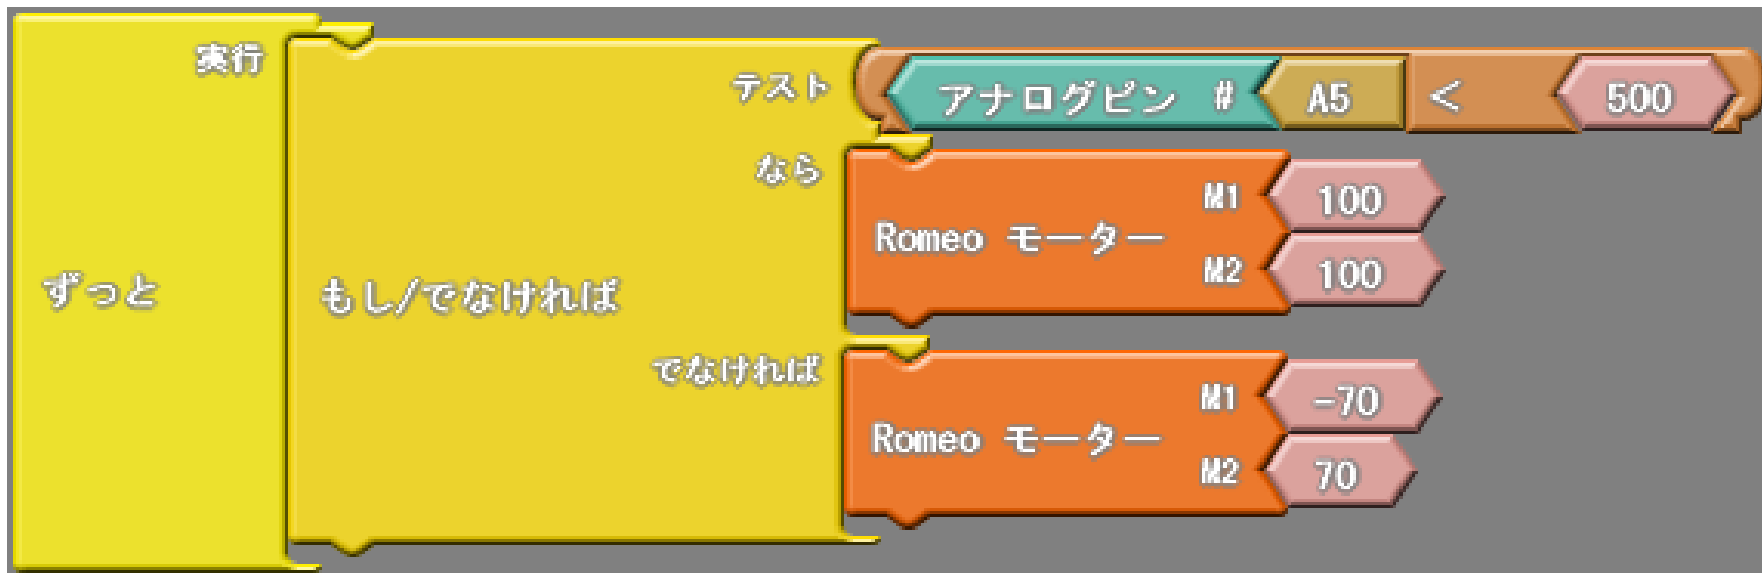 実行
テスト アナログピン # A5 < 500
なら
Romeo モーター M1 100
M2 100
ずっと
もし/でなければ
でなければ
Romeo モーター M1 -70
M2 70